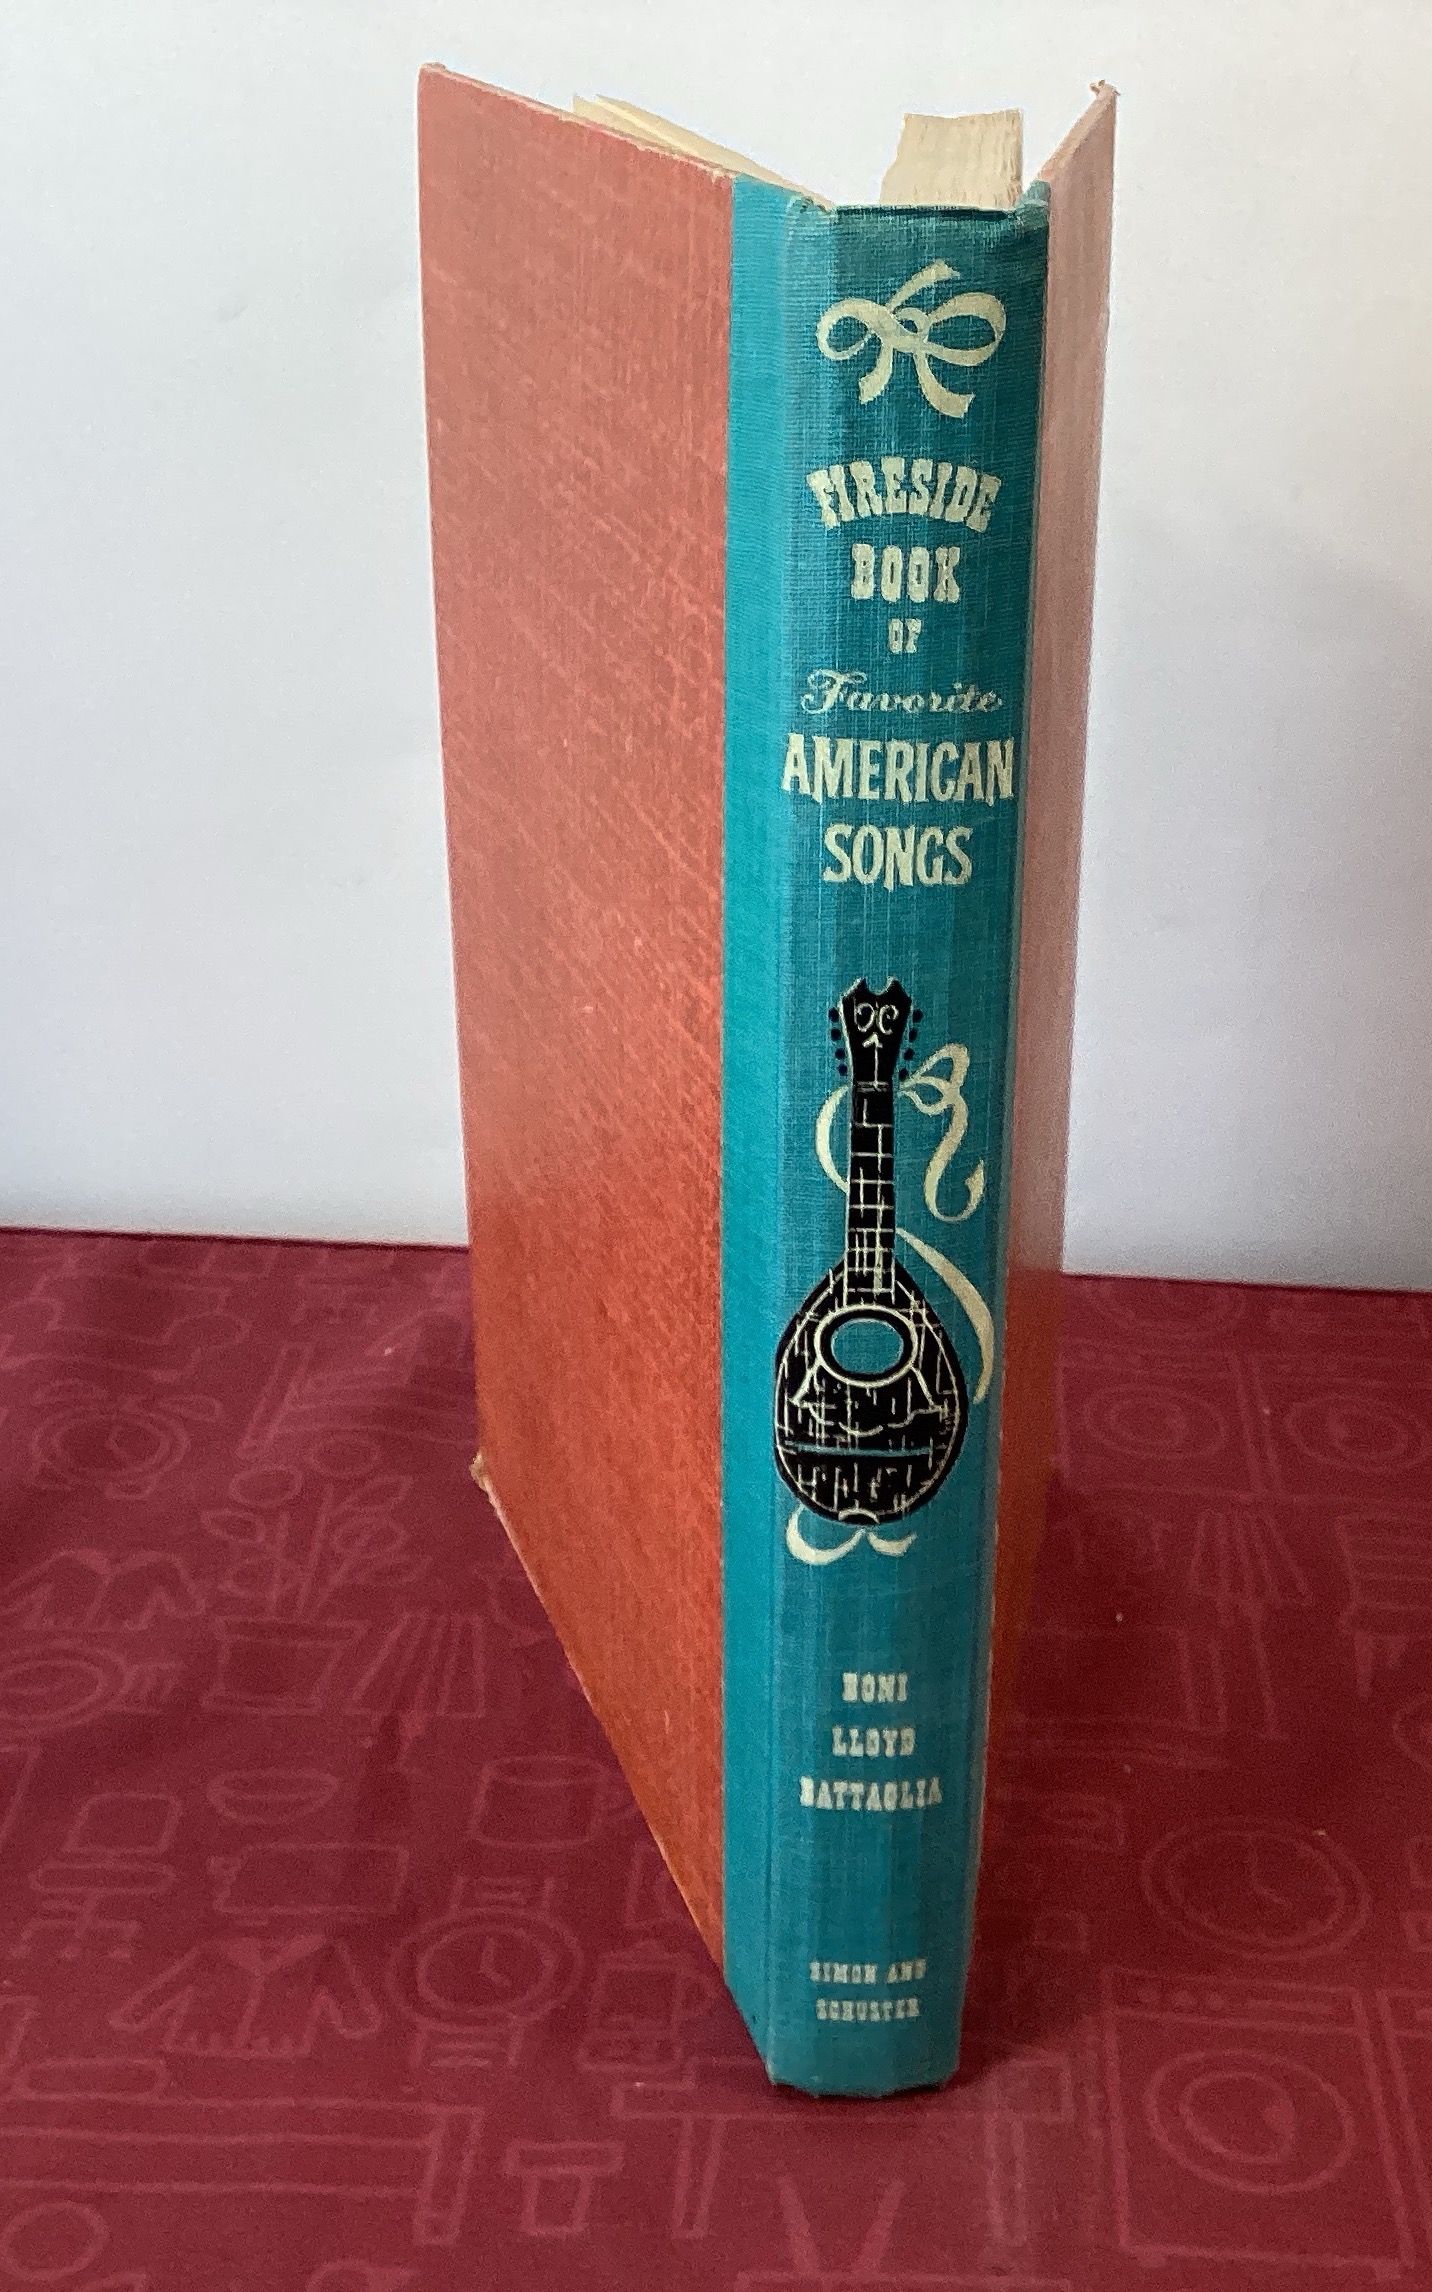 FIRESIDE
BOOK
OF
Favorite
AMERICAN
SONGS
BONI
LLOYD
BATTAGLIA
SIMON AND
SCHUSTER